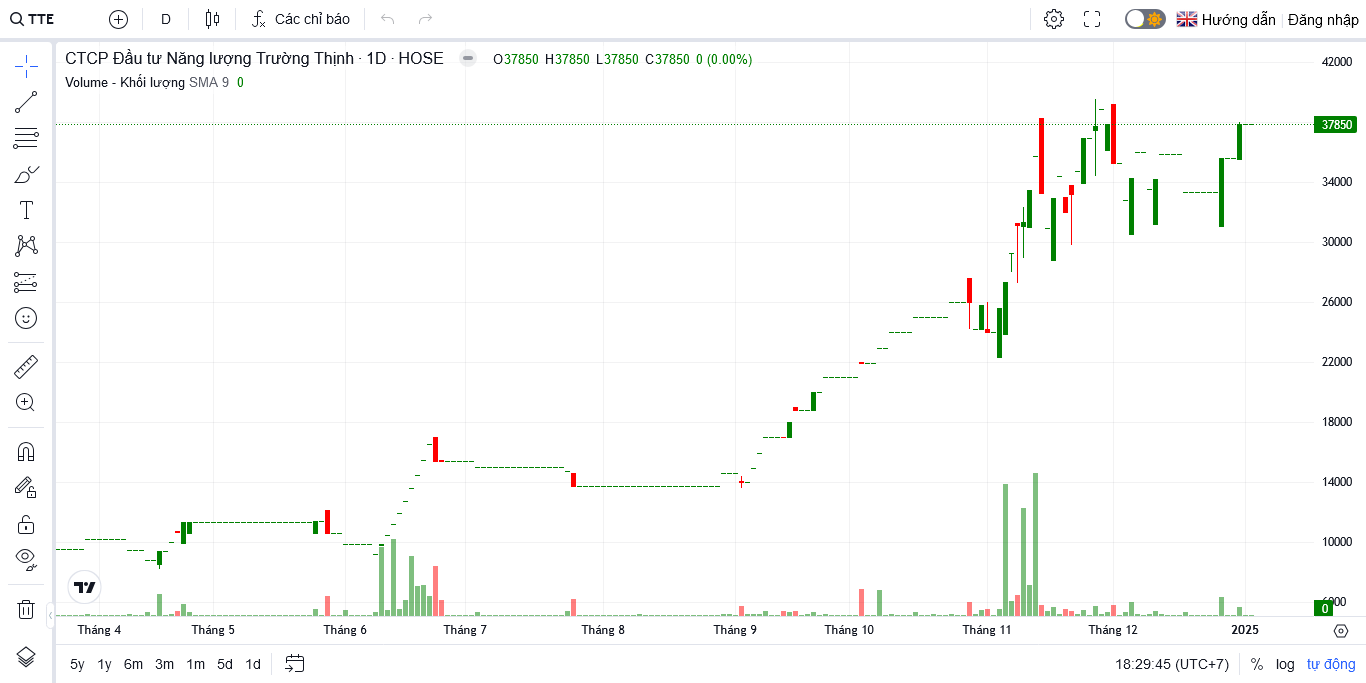 TTE D Các chỉ báo Hướng dẫn Đăng nhập
CTCP Đầu tư Năng lượng Trường Thịnh · 1D · HOSE O37850 H37850 L37850 C37850 0 (0.00%)
Volume - Khối lượng SMA 9 0
42000
37850
34000
30000
26000
22000
18000
14000
10000
6000
0
Tháng 4 Tháng 5 Tháng 6 Tháng 7 Tháng 8 Tháng 9 Tháng 10 Tháng 11 Tháng 12 2025
5y 1y 6m 3m 1m 5d 1d 18:29:45 (UTC+7) % log tự động